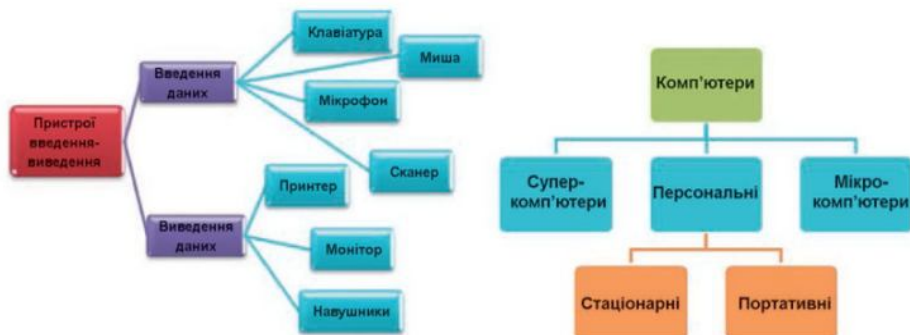 Пристрої
введення-
виведення
Введення
даних
Клавіатура
Миша
Мікрофон
Сканер
Виведення
даних
Принтер
Монітор
Навушники
Комп'ютери
Супер-
комп'ютери
Персональні
Мікро-
комп'ютери
Стаціонарні
Портативні